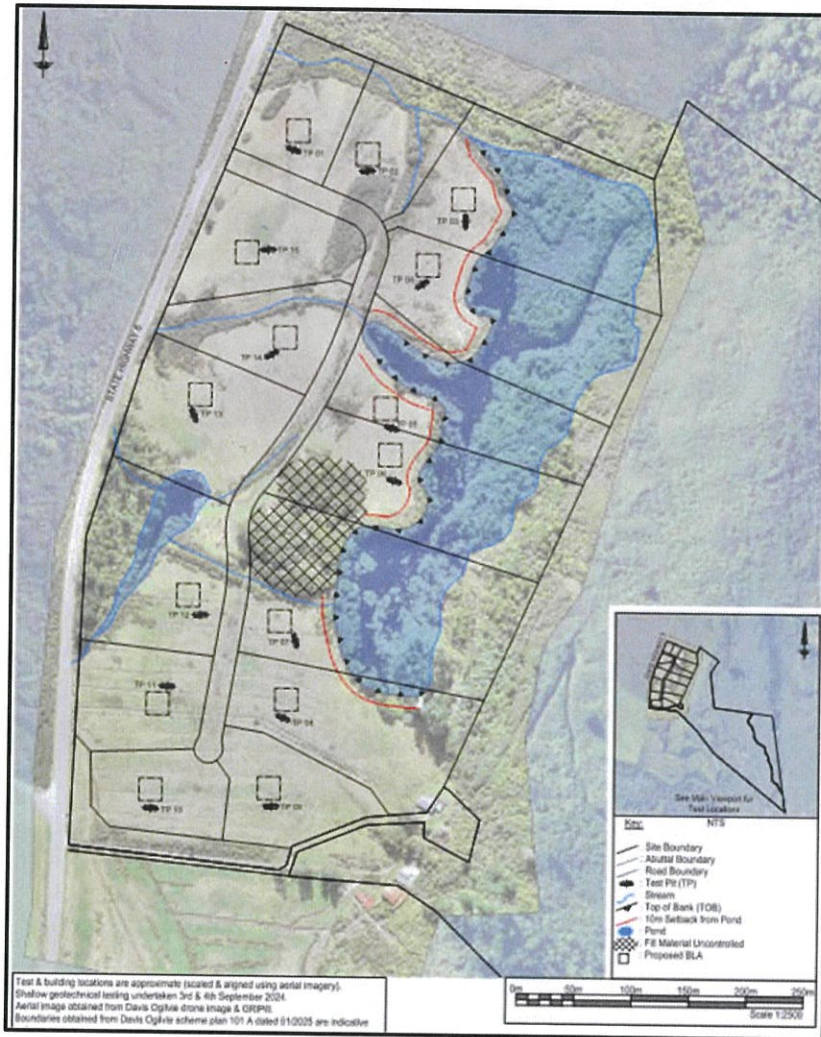 TP 01
TP 02
TP 03
TP 04
TP 15
STATE HIGHWAY 6
TP 14
TP 13
TP 05
TP 06
TP 12
TP 07
TP 11
TP 08
TP 10
TP 09
See Main Viewport for
Test Locations
Key: NTS
Site Boundary
Abuttal Boundary
Road Boundary
Test Pit (TP)
Stream
Top of Bank (TOB)
10m Setback from Pond
Pond
Fill Material Uncontrolled
Proposed BLA
Test & building locations are approximate (scaled & aligned using aerial imagery).
Shallow geotechnical testing undertaken 3rd & 4th September 2024.
Aerial image obtained from Davis Ogilvie drone image &
Boundaries obtained from Davis Ogilvie scheme plan 101 A dated 01/2025 are indicative
0m 50m 100m 150m 200m 250m
Scale 1:2500